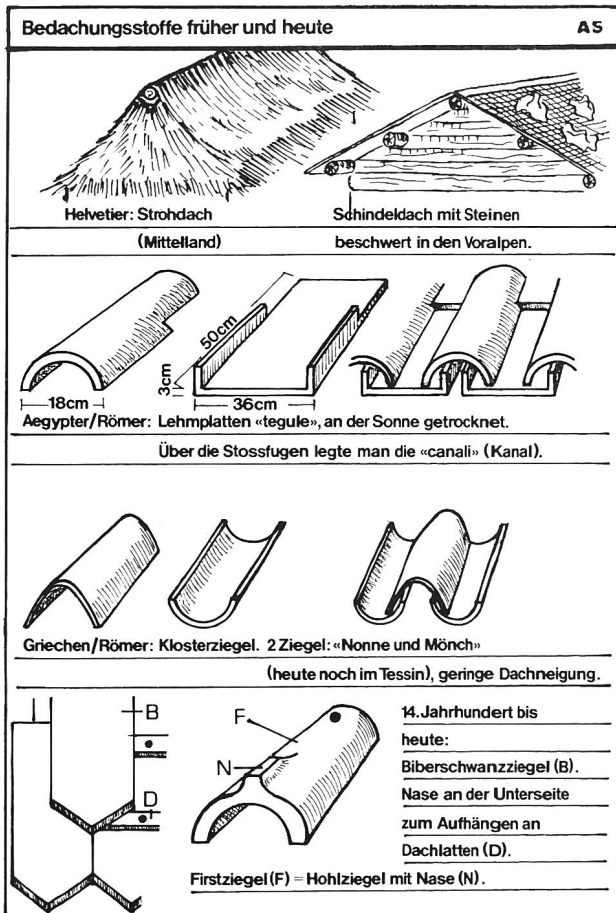 Bedachungsstoffe früher und heute A5
Helvetier: Strohdach Schindeldach mit Steinen
(Mittelland) beschwert in den Voralpen.
50cm
3cm
18cm 36cm
Aegypter/Römer: Lehmplatten «tegule», an der Sonne getrocknet.
Über die Stossfugen legte man die «canali» (Kanal).
Griechen/Römer: Klosterziegel. 2 Ziegel: «Nonne und Mönch»
(heute noch im Tessin), geringe Dachneigung.
B
D
F
N
14. Jahrhundert bis
heute:
Biberschwanzziegel (B).
Nase an der Unterseite
zum Aufhängen an
Dachlatten (D).
Firstziegel (F) = Hohlziegel mit Nase (N).